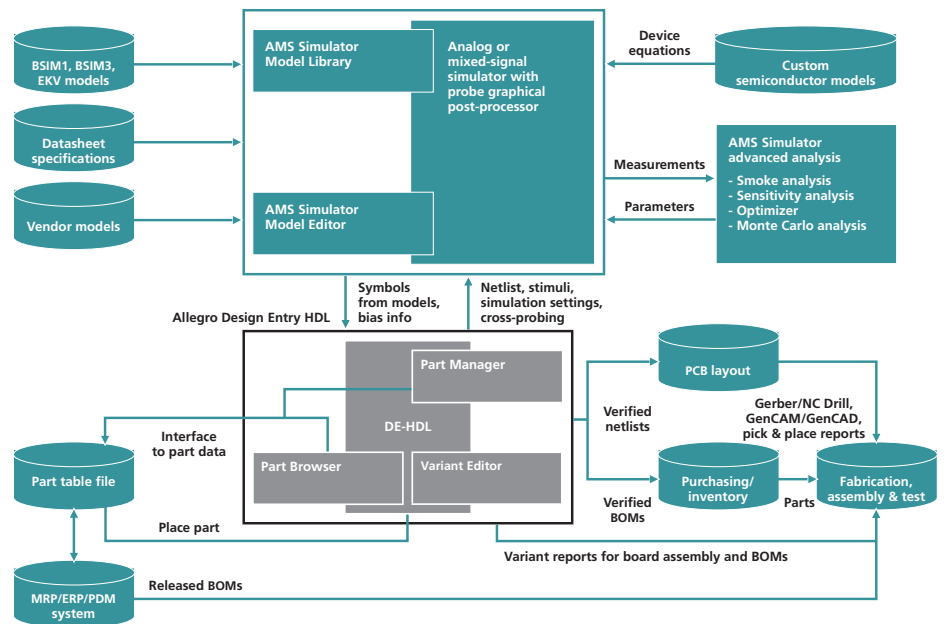 BSIM1, BSIM3,
EKV models
Datasheet
specifications
Vendor models
AMS Simulator
Model Library
AMS Simulator
Model Editor
Analog or
mixed-signal
simulator with
probe graphical
post-processor
Device
equations
Custom
semiconductor models
Measurements
Parameters
AMS Simulator
advanced analysis
- Smoke analysis
- Sensitivity analysis
- Optimizer
- Monte Carlo analysis
Symbols
from models,
bias info
Netlist, stimuli,
simulation settings,
cross-probing
Allegro Design Entry HDL
Part Manager
DE-HDL
Part Browser
Variant Editor
Interface
to part data
Part table file
Place part
MRP/ERP/PDM
system
Released BOMs
Verified
netlists
Verified
BOMs
PCB layout
Purchasing/
inventory
Gerber/NC Drill,
GenCAM/GenCAD,
pick & place reports
Parts
Fabrication,
assembly & test
Variant reports for board assembly and BOMs